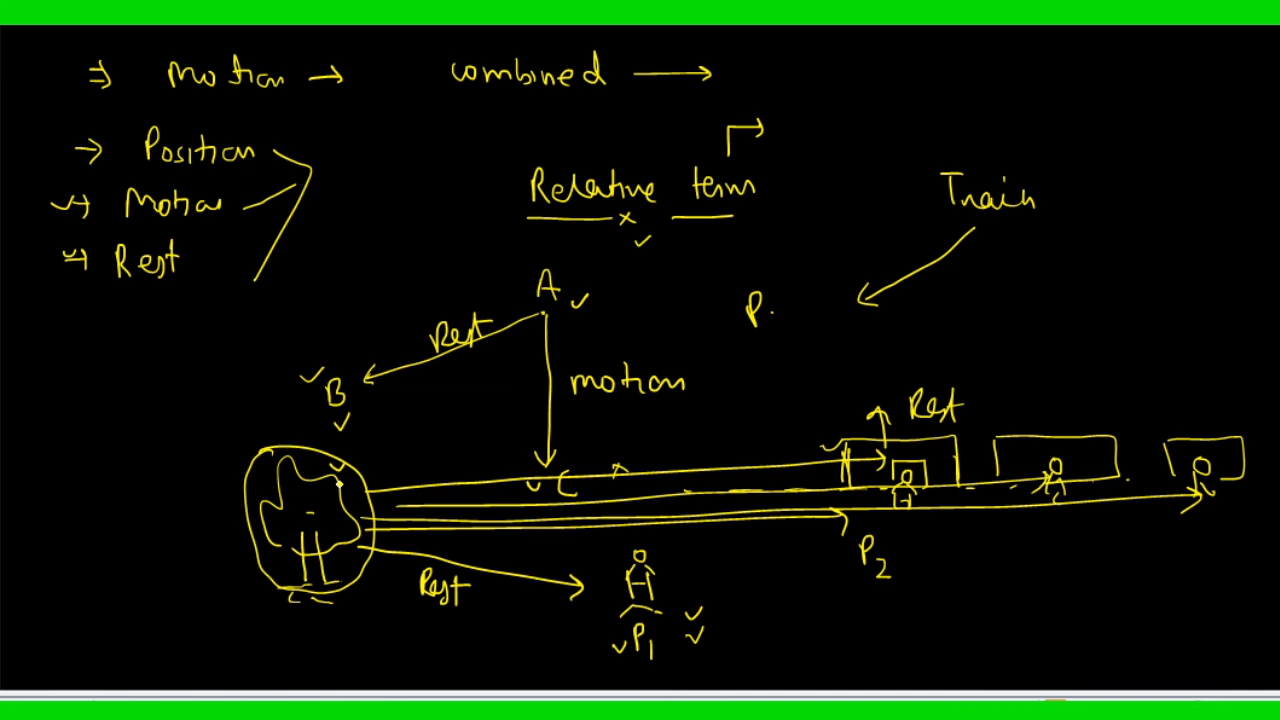 ⇒ Motion → combined →
→ Position
Relative term
Train
→ Motion
→ Rest
A
P.
Rest
B
motion
Rest
C
P2
Rest
P1